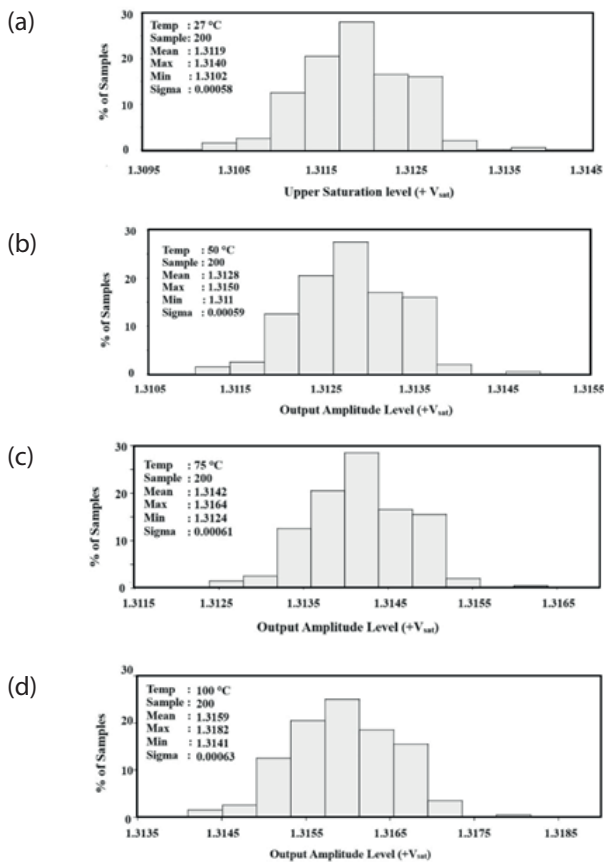 (a)
% of Samples
30
20
10
0
Temp : 27 °C
Sample : 200
Mean : 1.3119
Max : 1.3140
Min : 1.3102
Sigma : 0.00058
1.3095 1.3105 1.3115 1.3125 1.3135 1.3145
Upper Saturation level (+ Vsat)
(b)
% of Samples
30
20
10
0
Temp : 50 °C
Sample : 200
Mean : 1.3128
Max : 1.3150
Min : 1.311
Sigma : 0.00059
1.3105 1.3115 1.3125 1.3135 1.3145 1.3155
Output Amplitude Level (+Vsat)
(c)
% of Samples
30
20
10
0
Temp : 75 °C
Sample : 200
Mean : 1.3142
Max : 1.3164
Min : 1.3124
Sigma : 0.00061
1.3115 1.3125 1.3135 1.3145 1.3155 1.3165
Output Amplitude Level (+Vsat)
(d)
% of Samples
30
20
10
0
Temp : 100 °C
Sample : 200
Mean : 1.3159
Max : 1.3182
Min : 1.3141
Sigma : 0.00063
1.3135 1.3145 1.3155 1.3165 1.3175 1.3185
Output Amplitude Level (+Vsat)